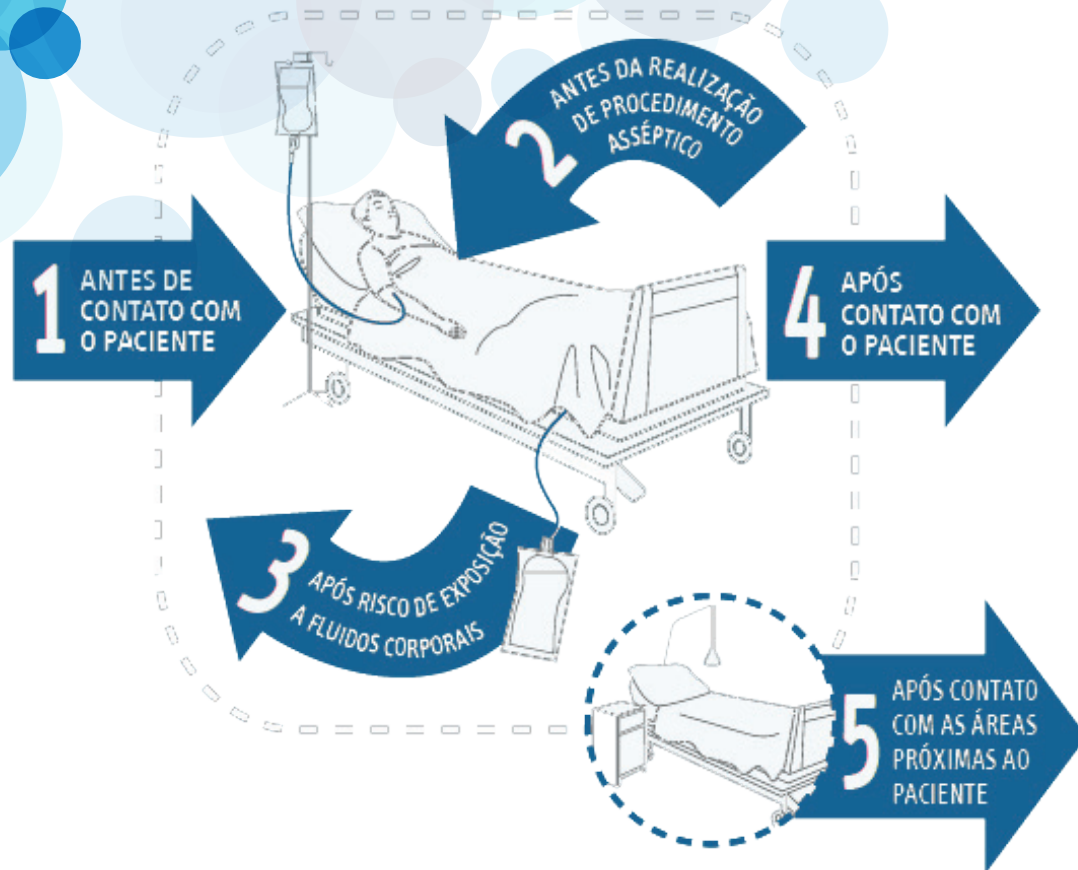 1
ANTES DE
CONTATO COM
O PACIENTE
2
ANTES DA REALIZAÇÃO
DE PROCEDIMENTO
ASSÉPTICO
3
APÓS RISCO DE EXPOSIÇÃO
A FLUIDOS CORPORAIS
4
APÓS
CONTATO COM
O PACIENTE
5
APÓS CONTATO
COM AS ÁREAS
PRÓXIMAS AO
PACIENTE